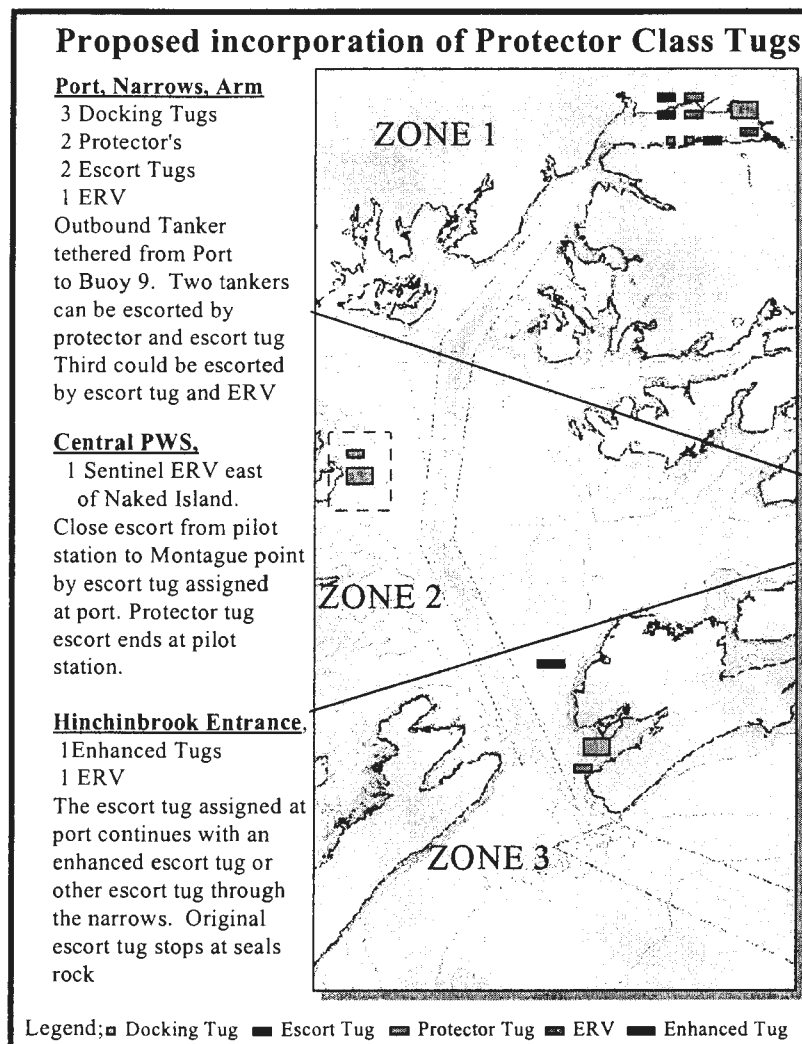 Proposed incorporation of Protector Class Tugs
Port, Narrows, Arm
3 Docking Tugs
2 Protector's
2 Escort Tugs
1 ERV
Outbound Tanker
tethered from Port
to Buoy 9. Two tankers
can be escorted by
protector and escort tug
Third could be escorted
by escort tug and ERV
Central PWS,
1 Sentinel ERV east
of Naked Island.
Close escort from pilot
station to Montague point
by escort tug assigned
at port. Protector tug
escort ends at pilot
station.
Hinchinbrook Entrance,
1Enhanced Tugs
1 ERV
The escort tug assigned at
port continues with an
enhanced escort tug or
other escort tug through
the narrows. Original
escort tug stops at seals
rock
ZONE 1
ZONE 2
ZONE 3
Legend; Docking Tug Escort Tug Protector Tug ERV Enhanced Tug